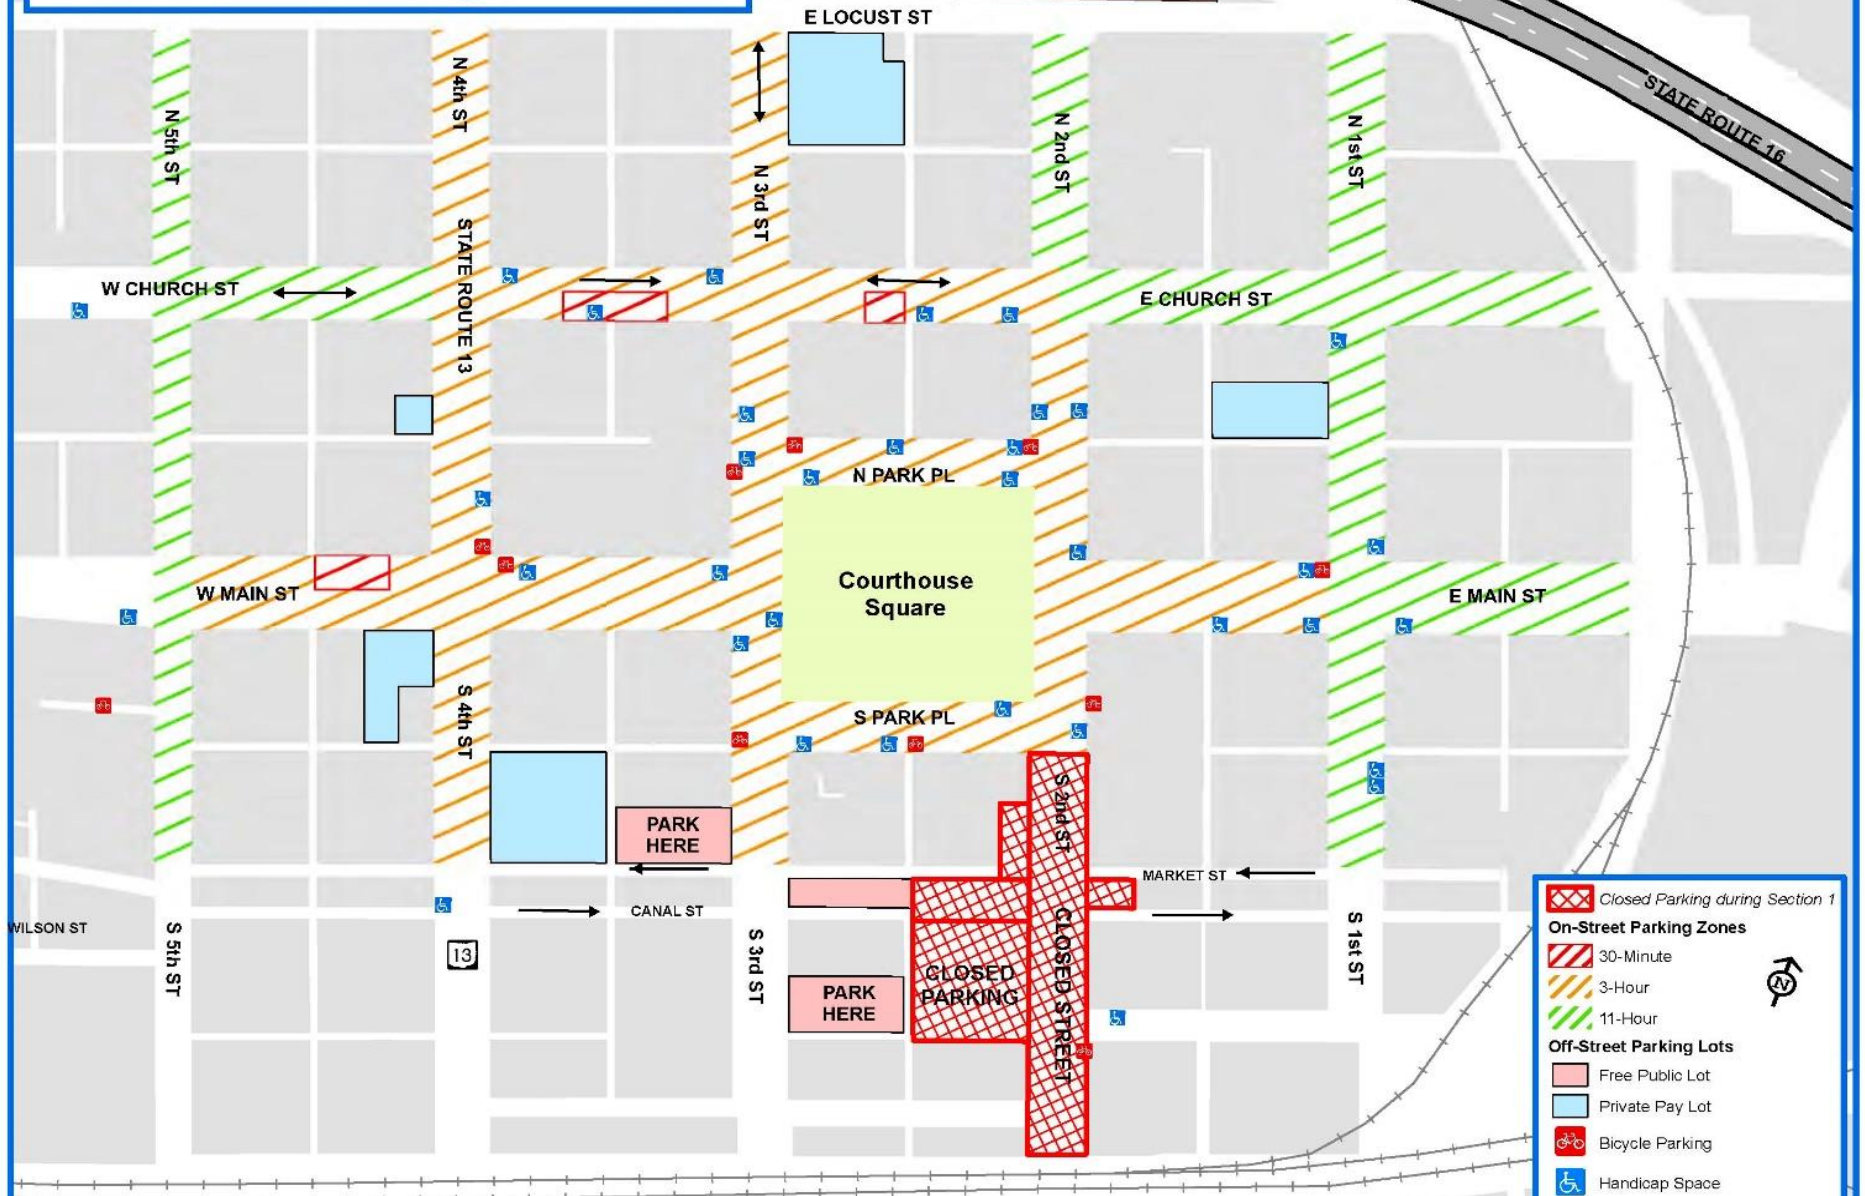 E LOCUST ST
N 5th ST
N 4th ST
N 3rd ST
N 2nd ST
N 1st ST
STATE ROUTE 16
STATE ROUTE 13
W CHURCH ST
E CHURCH ST
N PARK PL
Courthouse
Square
W MAIN ST
E MAIN ST
S PARK PL
S 4th ST
S 2nd ST
PARK
HERE
MARKET ST
CANAL ST
WILSON ST
S 5th ST
13
S 3rd ST
CLOSED
PARKING
CLOSED STREET
S 1st ST
PARK
HERE
Closed Parking during Section 1
On-Street Parking Zones
30-Minute
3-Hour
11-Hour
N
Off-Street Parking Lots
Free Public Lot
Private Pay Lot
Bicycle Parking
Handicap Space